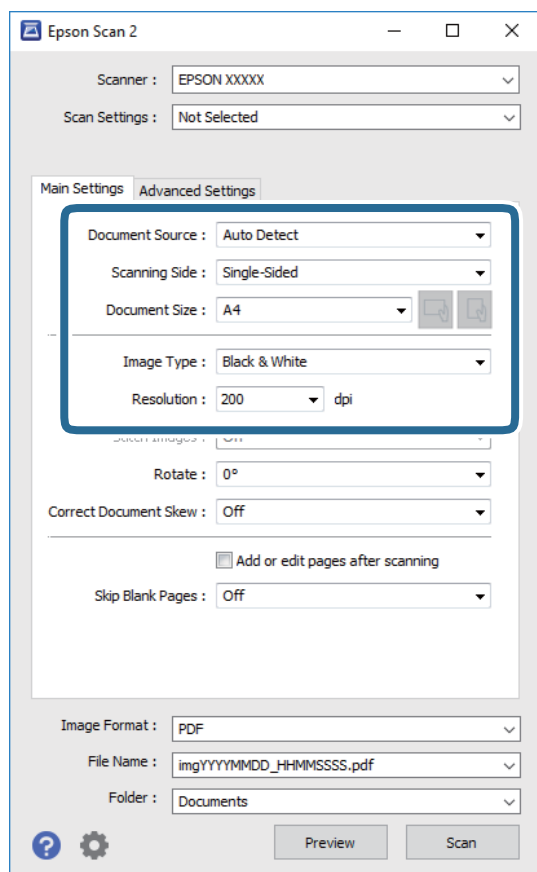 Epson Scan 2
Scanner : EPSON XXXXX
Scan Settings : Not Selected
Main Settings Advanced Settings
Document Source : Auto Detect
Scanning Side : Single-Sided
Document Size : A4
Image Type : Black & White
Resolution : 200 dpi
Rotate : 0°
Correct Document Skew : Off
Add or edit pages after scanning
Skip Blank Pages : Off
Image Format : PDF
File Name : imgYYYYMMDD_HHMMSSSS.pdf
Folder : Documents
? Preview Scan